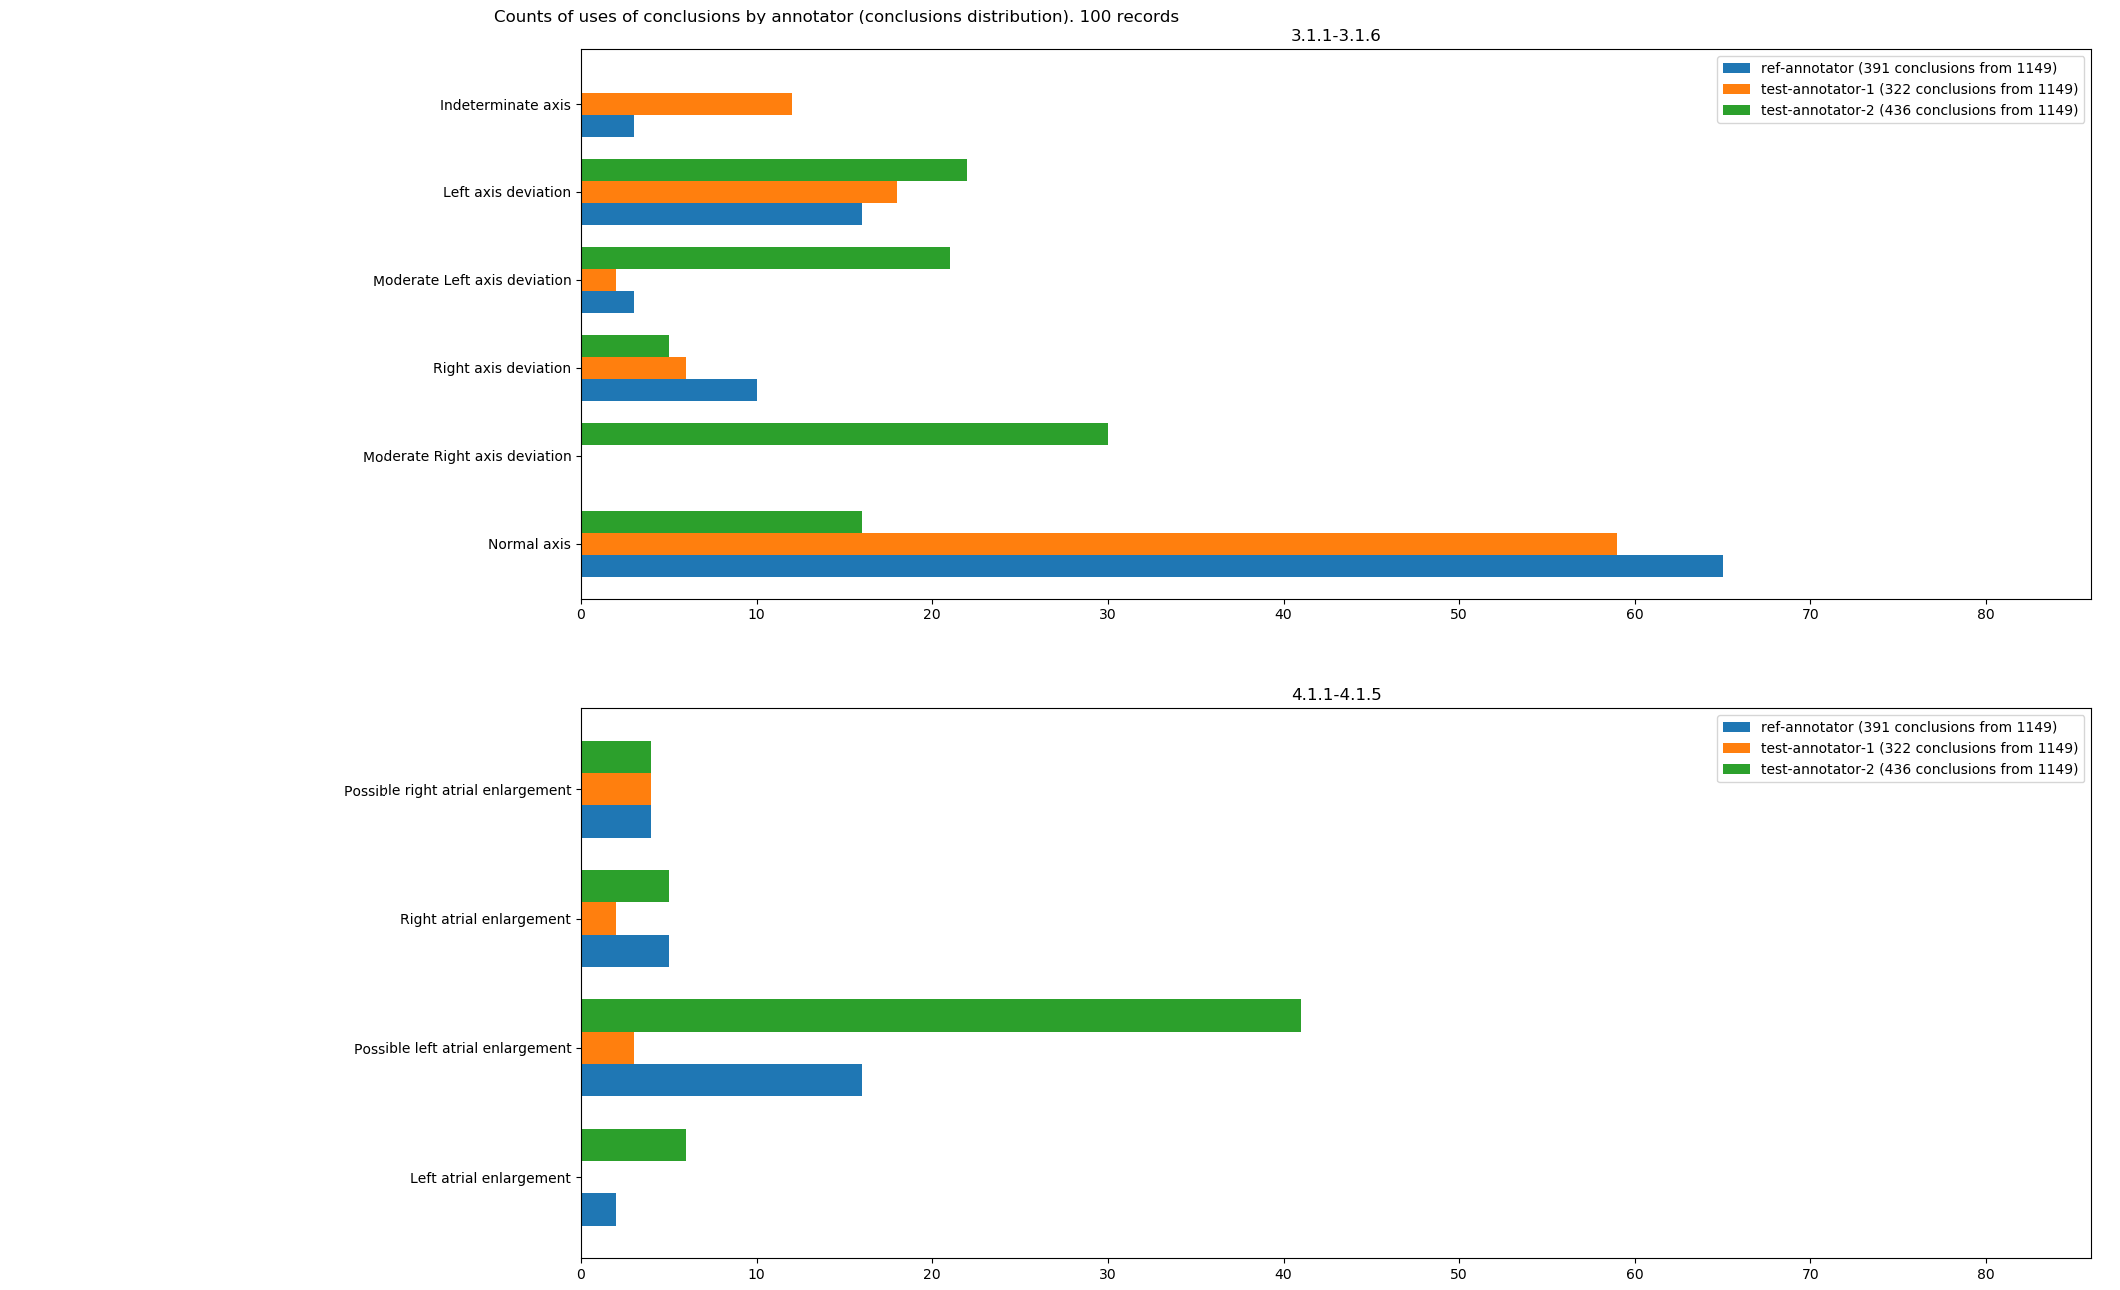 Counts of uses of conclusions by annotator (conclusions distribution). 100 records
3.1.1-3.1.6
ref-annotator (391 conclusions from 1149)
test-annotator-1 (322 conclusions from 1149)
test-annotator-2 (436 conclusions from 1149)
Indeterminate axis
Left axis deviation
Moderate Left axis deviation
Right axis deviation
Moderate Right axis deviation
Normal axis
0 10 20 30 40 50 60 70 80
4.1.1-4.1.5
ref-annotator (391 conclusions from 1149)
test-annotator-1 (322 conclusions from 1149)
test-annotator-2 (436 conclusions from 1149)
Possible right atrial enlargement
Right atrial enlargement
Possible left atrial enlargement
Left atrial enlargement
0 10 20 30 40 50 60 70 80